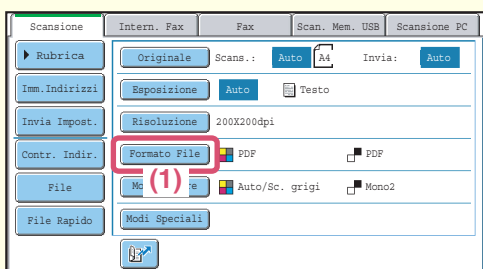 Scansione Intern. Fax Fax Scan. Mem. USB Scansione PC
Rubrica Originale Scans.: Auto A4 Invia: Auto
Imm.Indirizzi Esposizione Auto Testo
Invia Impost. Risoluzione 200X200dpi
Contr. Indir. Formato File PDF PDF
File (1) Auto/Sc. grigi Mono2
File Rapido Modi Speciali